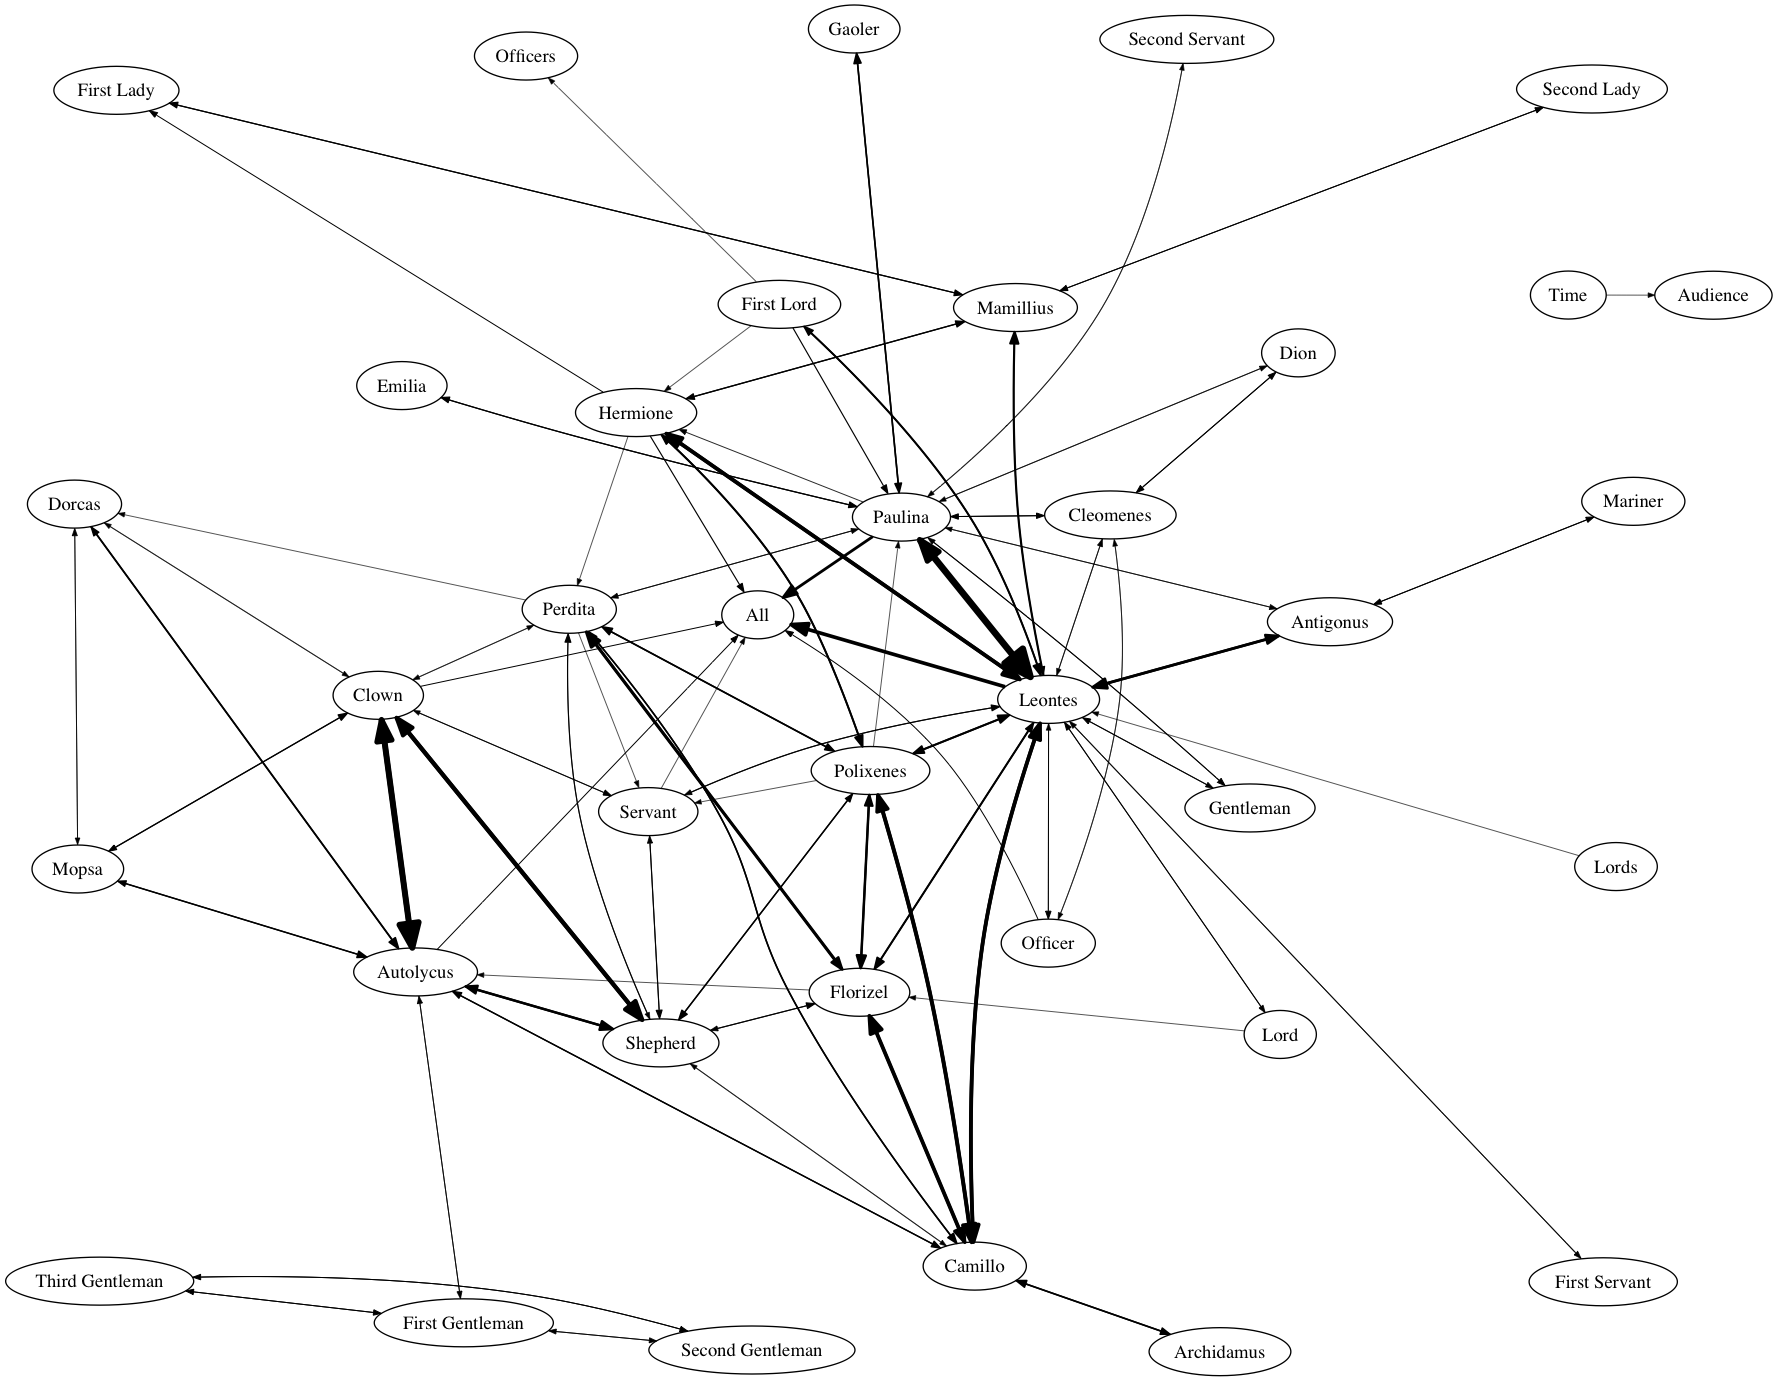 Gaoler
Second Servant
Officers
First Lady
Second Lady
Time
Audience
First Lord
Mamillius
Dion
Emilia
Hermione
Dorcas
Paulina
Cleomenes
Mariner
Perdita
All
Antigonus
Clown
Leontes
Polixenes
Servant
Gentleman
Mopsa
Lords
Officer
Autolycus
Florizel
Shepherd
Lord
Camillo
Third Gentleman
First Servant
First Gentleman
Second Gentleman
Archidamus